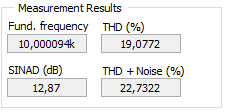 Measurement Results
Fund. frequency THD (%)
10,000094k 19,0772
SINAD (dB) THD + Noise (%)
12,87 22,7322